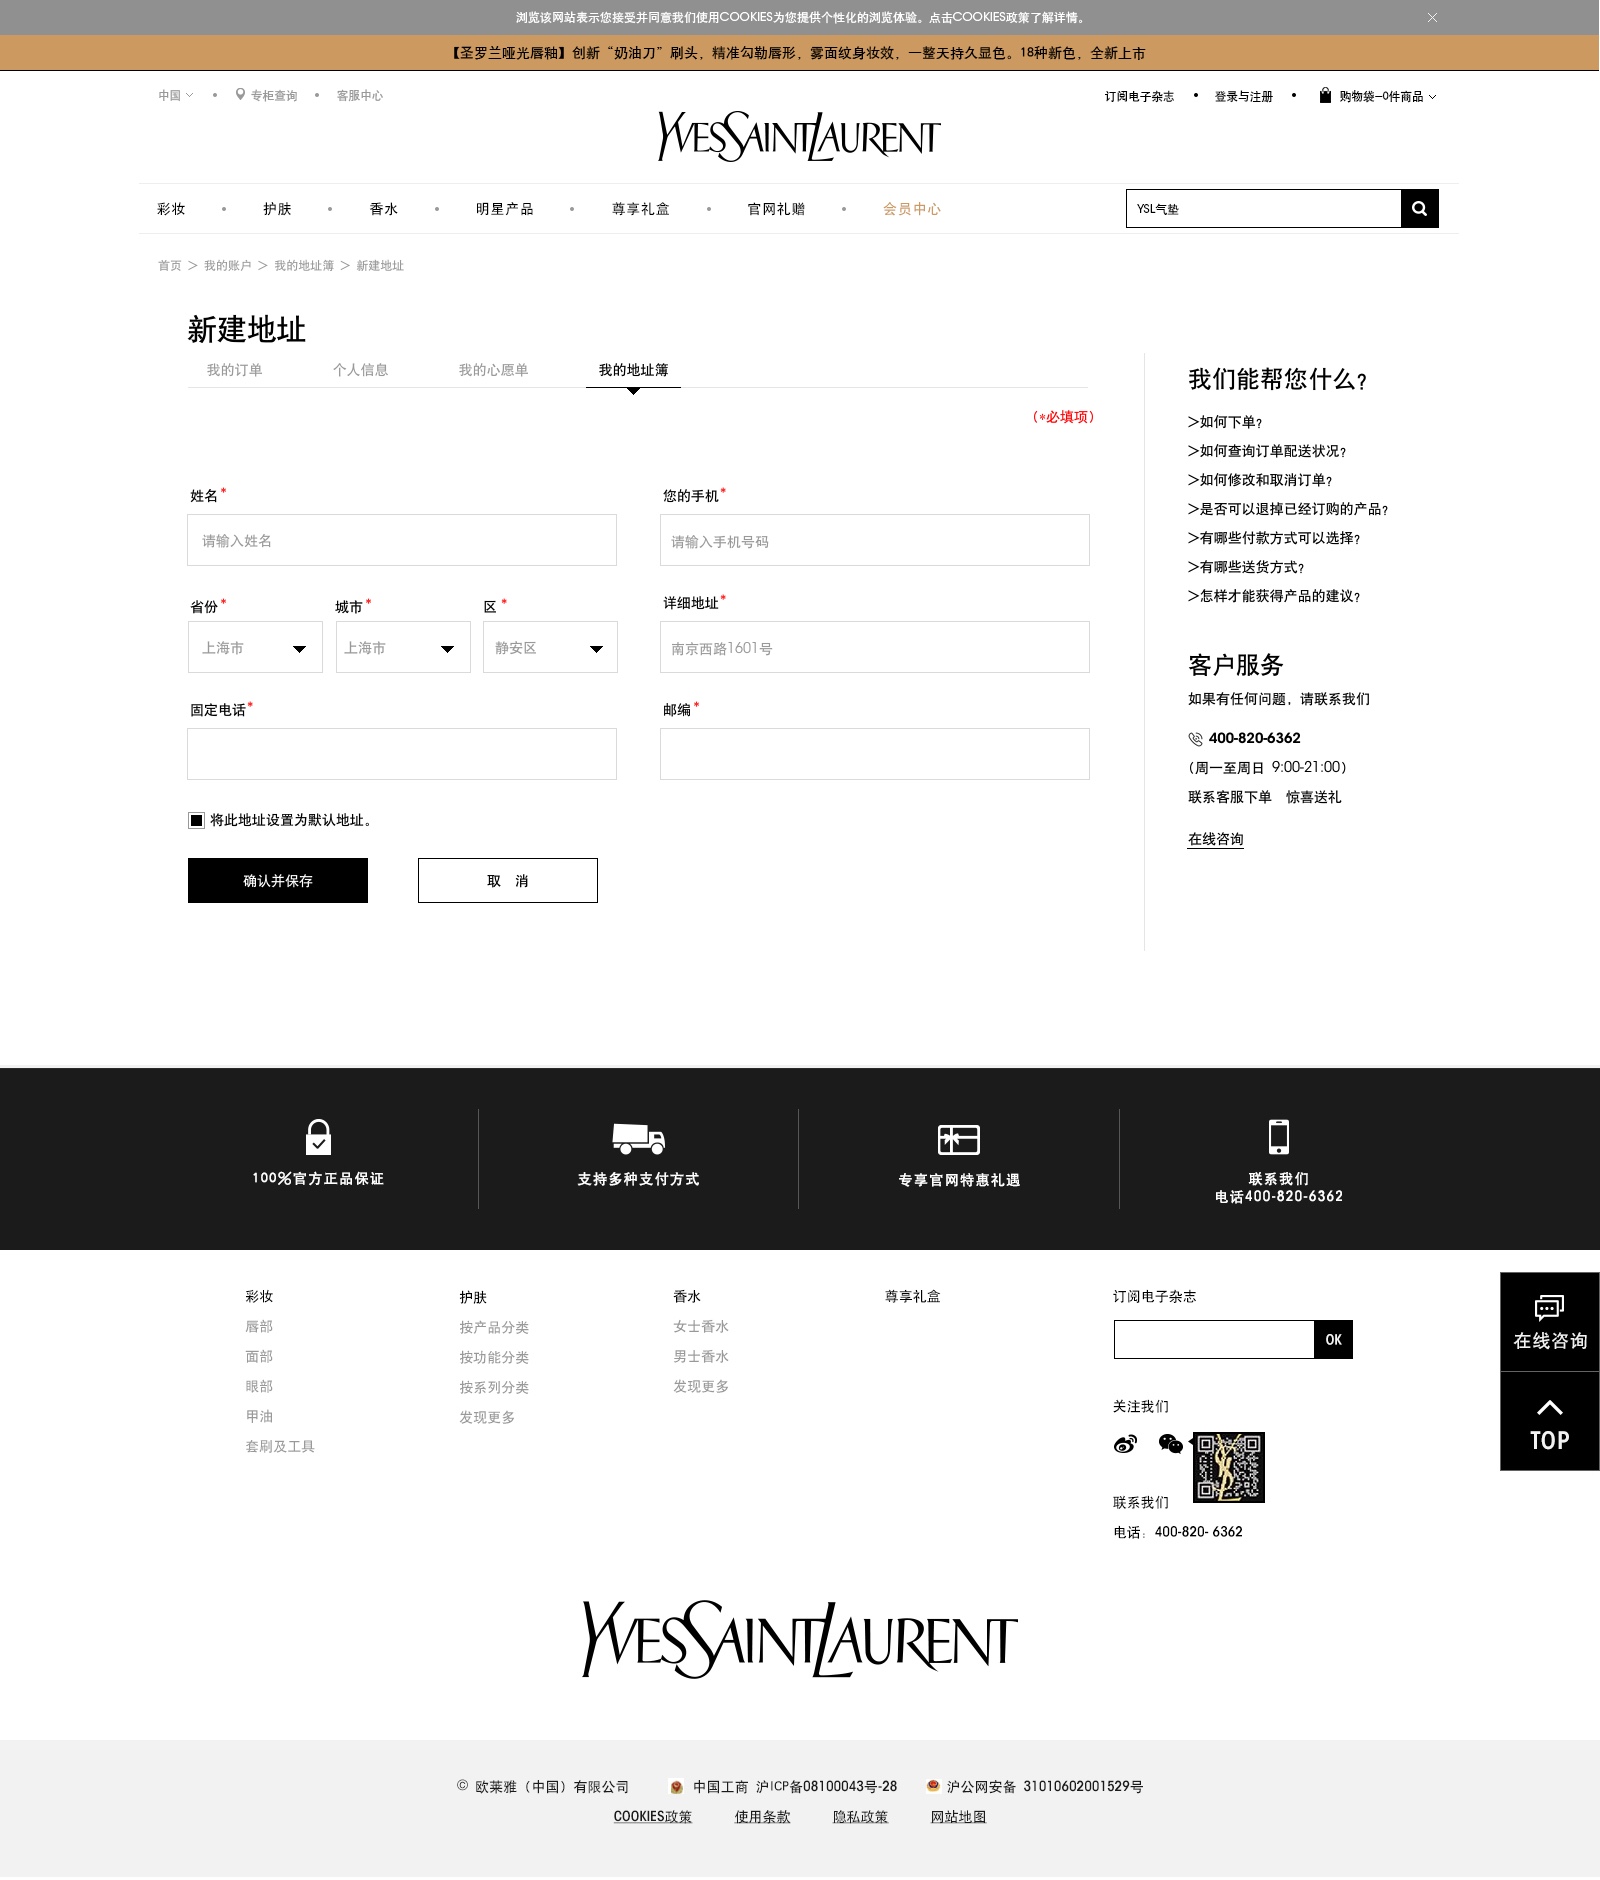 浏览该网站表示您接受并同意我们使用COOKIES为您提供个性化的浏览体验。点击COOKIES政策了解详情。
【圣罗兰哑光唇釉】创新“奶油刀”刷头，精准勾勒唇形，雾面纹身妆效，一整天持久显色。18种新色，全新上市
中国 • 专柜查询 • 客服中心
订阅电子杂志 • 登录与注册 • 购物袋—0件商品
YVESSAINTLAURENT
彩妆 • 护肤 • 香水 • 明星产品 • 尊享礼盒 • 官网礼赠 • 会员中心
YSL气垫
首页 > 我的账户 > 我的地址簿 > 新建地址
新建地址
我的订单 个人信息 我的心愿单 我的地址簿
（*必填项）
姓名* 您的手机*
请输入姓名 请输入手机号码
省份* 城市* 区* 详细地址*
上海市 上海市 静安区 南京西路1601号
固定电话* 邮编*
将此地址设置为默认地址。
确认并保存 取 消
我们能帮您什么？
>如何下单？
>如何查询订单配送状况？
>如何修改和取消订单？
>是否可以退掉已经订购的产品？
>有哪些付款方式可以选择？
>有哪些送货方式？
>怎样才能获得产品的建议？
客户服务
如果有任何问题，请联系我们
400-820-6362
（周一至周日 9:00-21:00）
联系客服下单 惊喜送礼
在线咨询
100%官方正品保证
支持多种支付方式
专享官网特惠礼遇
联系我们
电话400-820-6362
彩妆
唇部
面部
眼部
甲油
套刷及工具
护肤
按产品分类
按功能分类
按系列分类
发现更多
香水
女士香水
男士香水
发现更多
尊享礼盒
订阅电子杂志
OK
关注我们
联系我们
电话：400-820- 6362
在线咨询
TOP
YVESSAINTLAURENT
© 欧莱雅（中国）有限公司 中国工商 沪ICP备08100043号-28 沪公网安备 31010602001529号
COOKIES政策 使用条款 隐私政策 网站地图